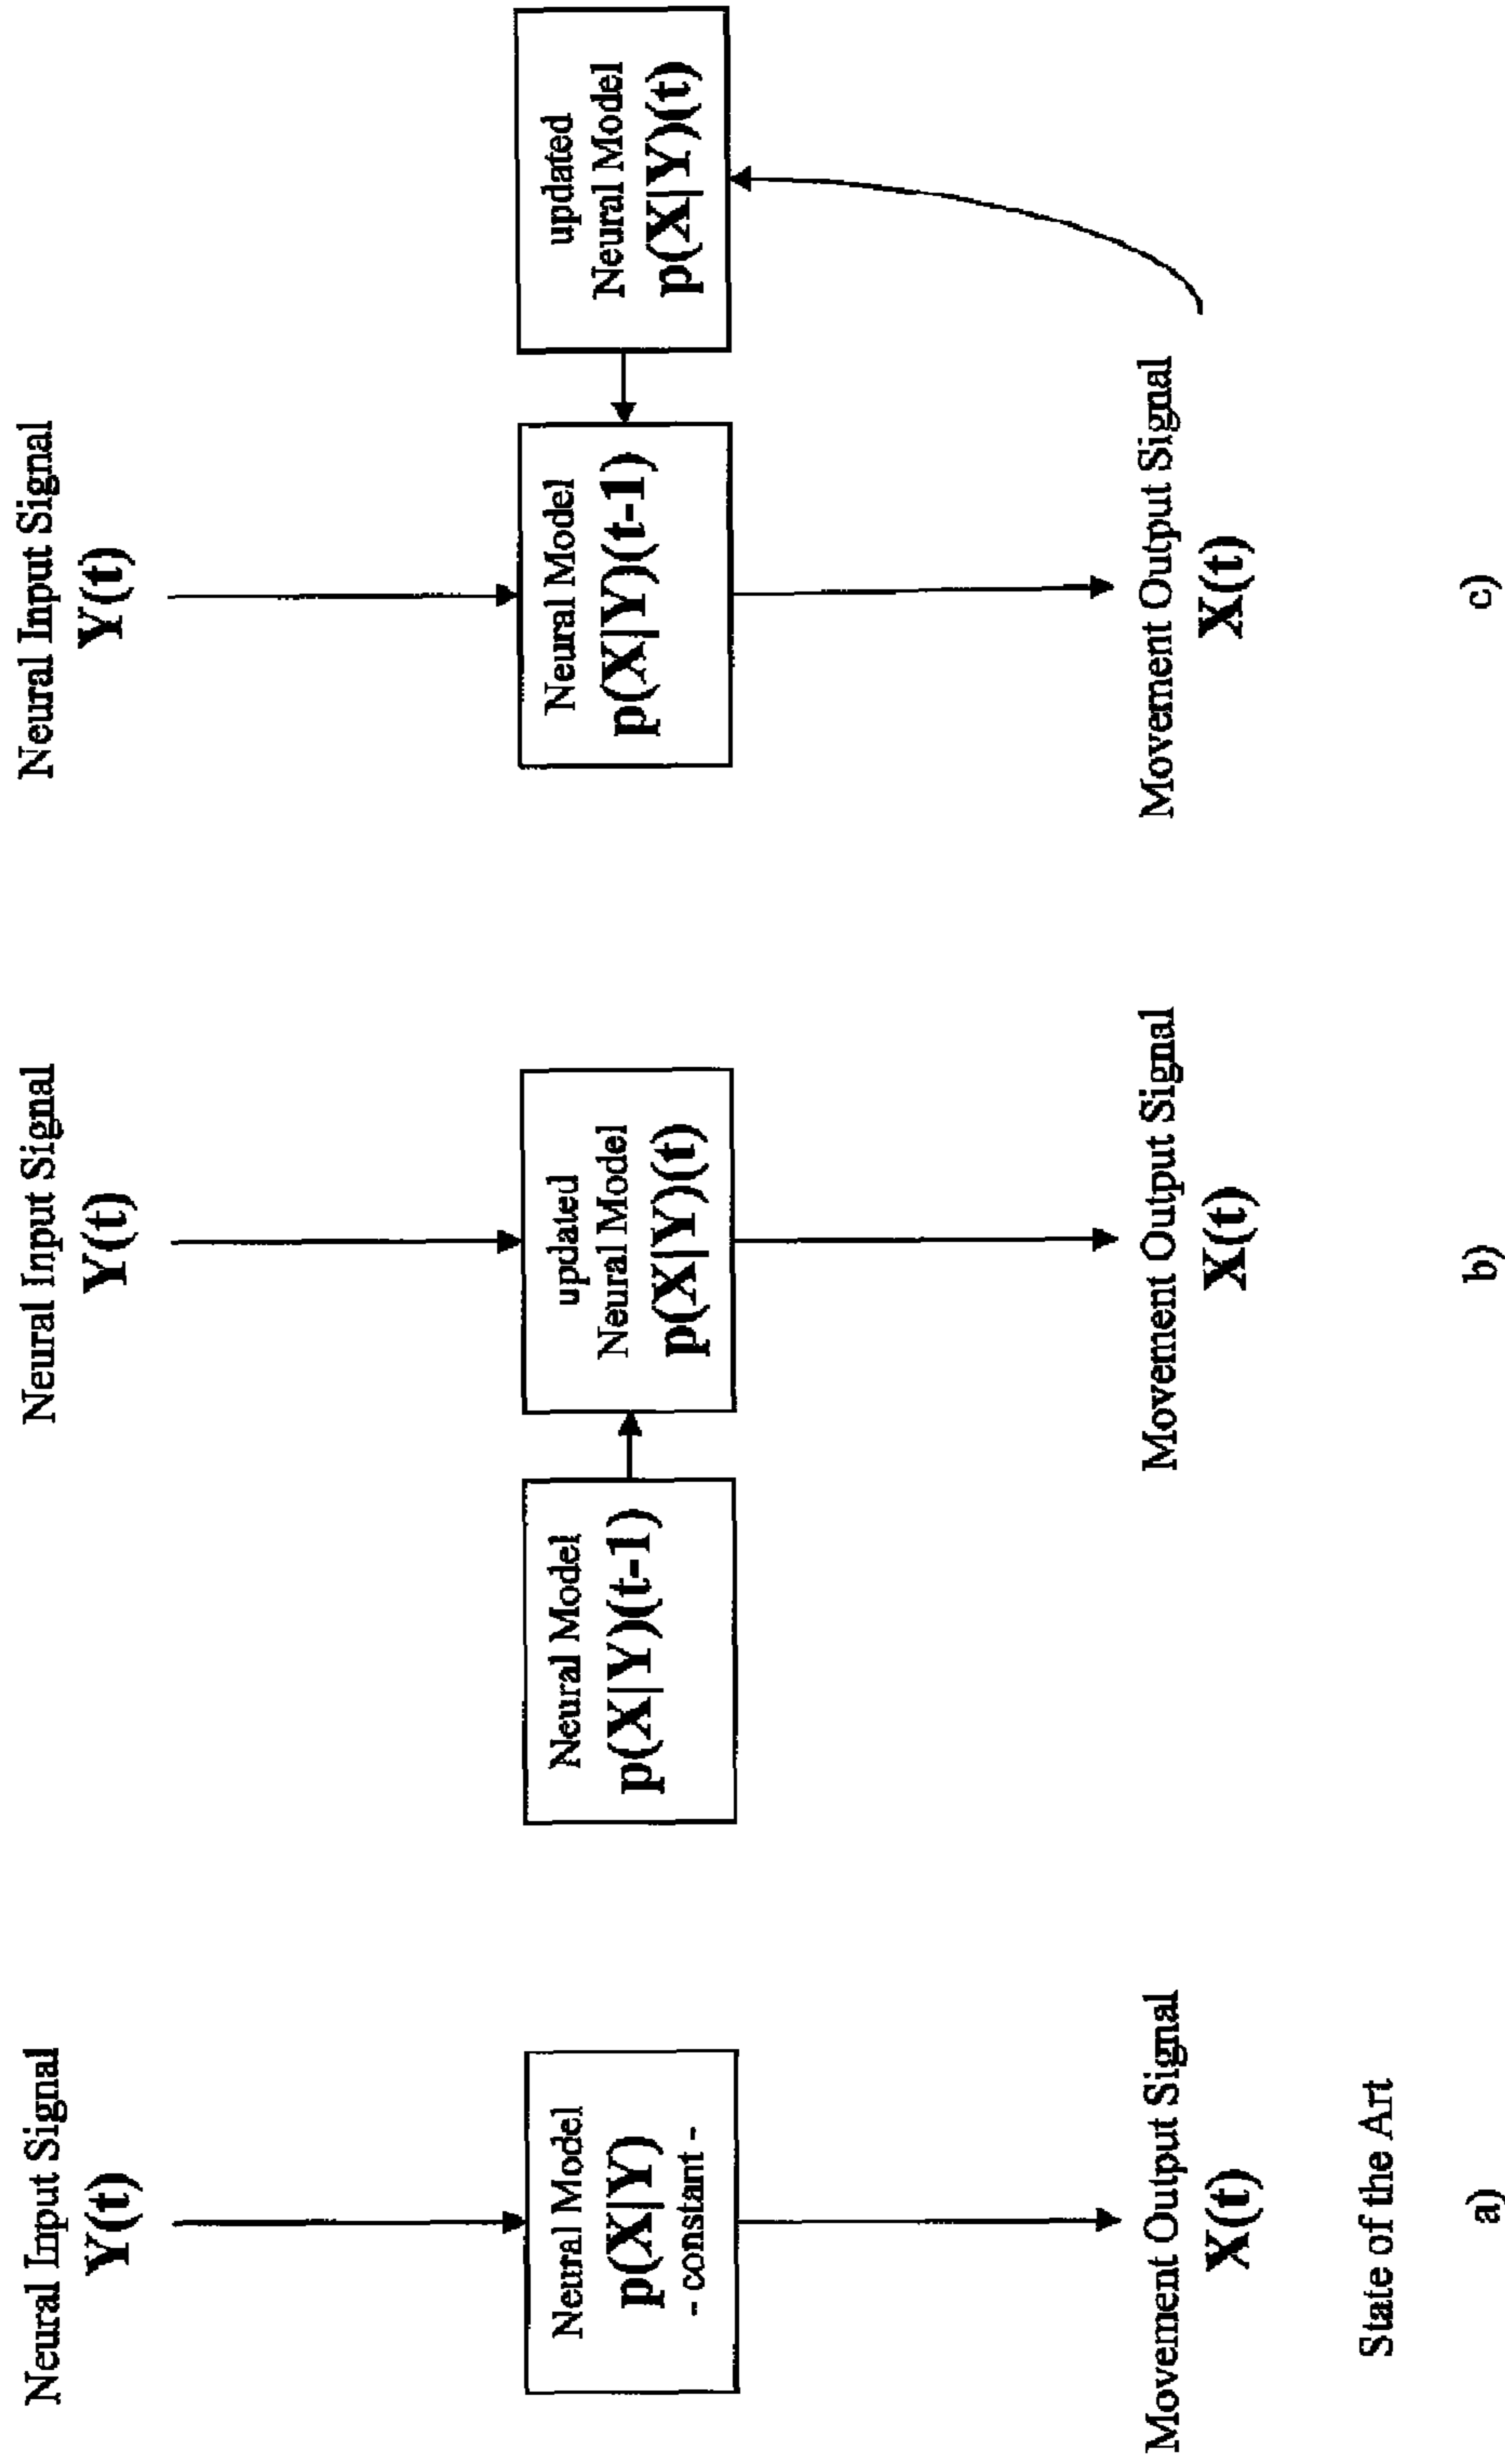 Neural Input Signal
Y(t)
Neural Model
p(X|Y)
- constant -
Movement Output Signal
X(t)
State of the Art
a)
Neural Input Signal
Y(t)
Neural Model
p(X|Y)(t-1)
updated
Neural Model
p(X|Y)(t)
Movement Output Signal
X(t)
b)
Neural Input Signal
Y(t)
Neural Model
p(X|Y)(t-1)
updated
Neural Model
p(X|Y)(t)
Movement Output Signal
X(t)
c)